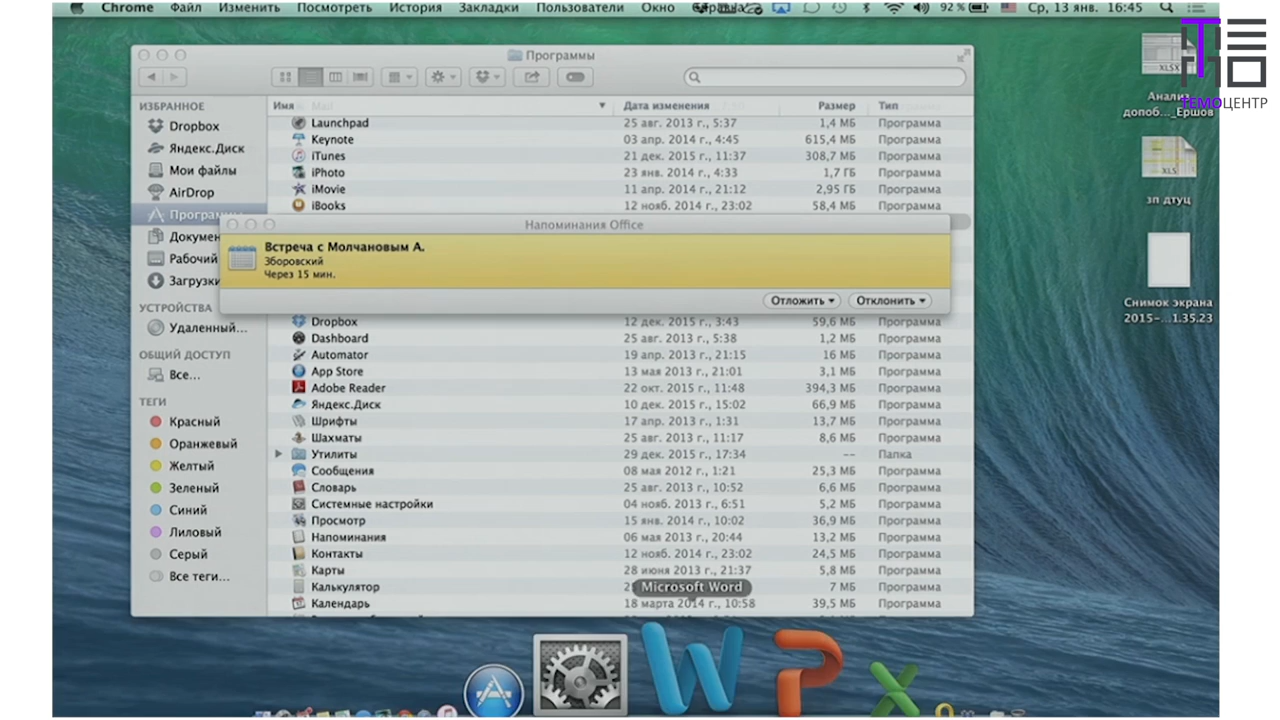 Chrome Файл Изменить Посмотреть История Закладки Пользователи Окно 92 % Ср, 13 янв. 16:45
ТЕМО
ТЕМОЦЕНТР
Программы
ИЗБРАННОЕ
Dropbox
Яндекс.Диск
Мои файлы
AirDrop
Програм
Докумен
Рабочий
Загрузки
УСТРОЙСТВА
Удаленный...
ОБЩИЙ ДОСТУП
Все...
ТЕГИ
Красный
Оранжевый
Желтый
Зеленый
Синий
Лиловый
Серый
Все теги...
Имя Дата изменения Размер Тип
Launchpad 25 авг. 2013 г., 5:37 1,4 МБ Программа
Keynote 03 апр. 2014 г., 4:45 615,4 МБ Программа
iTunes 21 дек. 2015 г., 11:37 308,7 МБ Программа
iPhoto 23 янв. 2014 г., 4:33 1,7 ГБ Программа
iMovie 11 апр. 2014 г., 21:12 2,95 ГБ Программа
iBooks 12 нояб. 2014 г., 23:02 58,4 МБ Программа
Напоминания Office
Встреча с Молчановым А.
Зборовский
Через 15 мин.
Отложить Отклонить
Dropbox 12 дек. 2015 г., 3:43 59,6 МБ Программа
Dashboard 25 авг. 2013 г., 5:38 1,2 МБ Программа
Automator 19 апр. 2013 г., 21:15 16 МБ Программа
App Store 13 мая 2013 г., 21:01 3,1 МБ Программа
Adobe Reader 22 окт. 2015 г., 11:48 394,3 МБ Программа
Яндекс.Диск 10 дек. 2015 г., 15:02 66,9 МБ Программа
Шрифты 17 апр. 2013 г., 1:31 13,7 МБ Программа
Шахматы 25 авг. 2013 г., 11:17 8,6 МБ Программа
Утилиты 29 дек. 2015 г., 17:34 -- Папка
Сообщения 08 мая 2012 г., 1:21 25,3 МБ Программа
Словарь 25 авг. 2013 г., 10:52 6,6 МБ Программа
Системные настройки 04 нояб. 2013 г., 6:51 5,2 МБ Программа
Просмотр 15 янв. 2014 г., 10:02 36,9 МБ Программа
Напоминания 06 мая 2013 г., 20:44 13,2 МБ Программа
Контакты 12 нояб. 2014 г., 23:02 24,5 МБ Программа
Карты 28 июня 2013 г., 21:37 5,8 МБ Программа
Калькулятор 7 МБ Программа
Microsoft Word
Календарь 18 марта 2014 г., 10:58 39,5 МБ Программа
XLSX
Анализ
допоб..._Ершов
XLS
зп дтуц
Снимок экрана
2015-...1.35.23